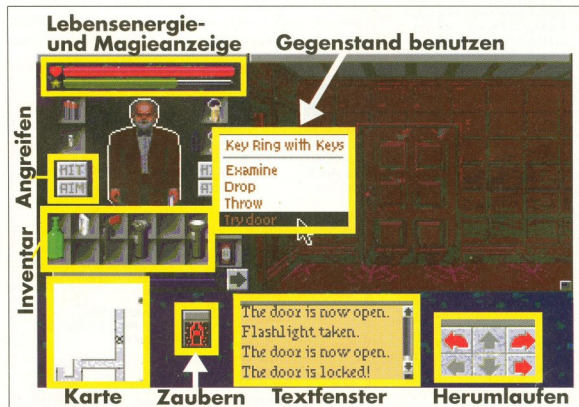 Lebensenergie-
und Magieanzeige
Gegenstand benutzen
Angreifen
HIT
AIM
Key Ring with Keys
Examine
Drop
Throw
Try door
Inventar
The door is now open.
Flashlight taken.
The door is now open.
The door is locked!
Karte
Zaubern
Textfenster
Herumlaufen